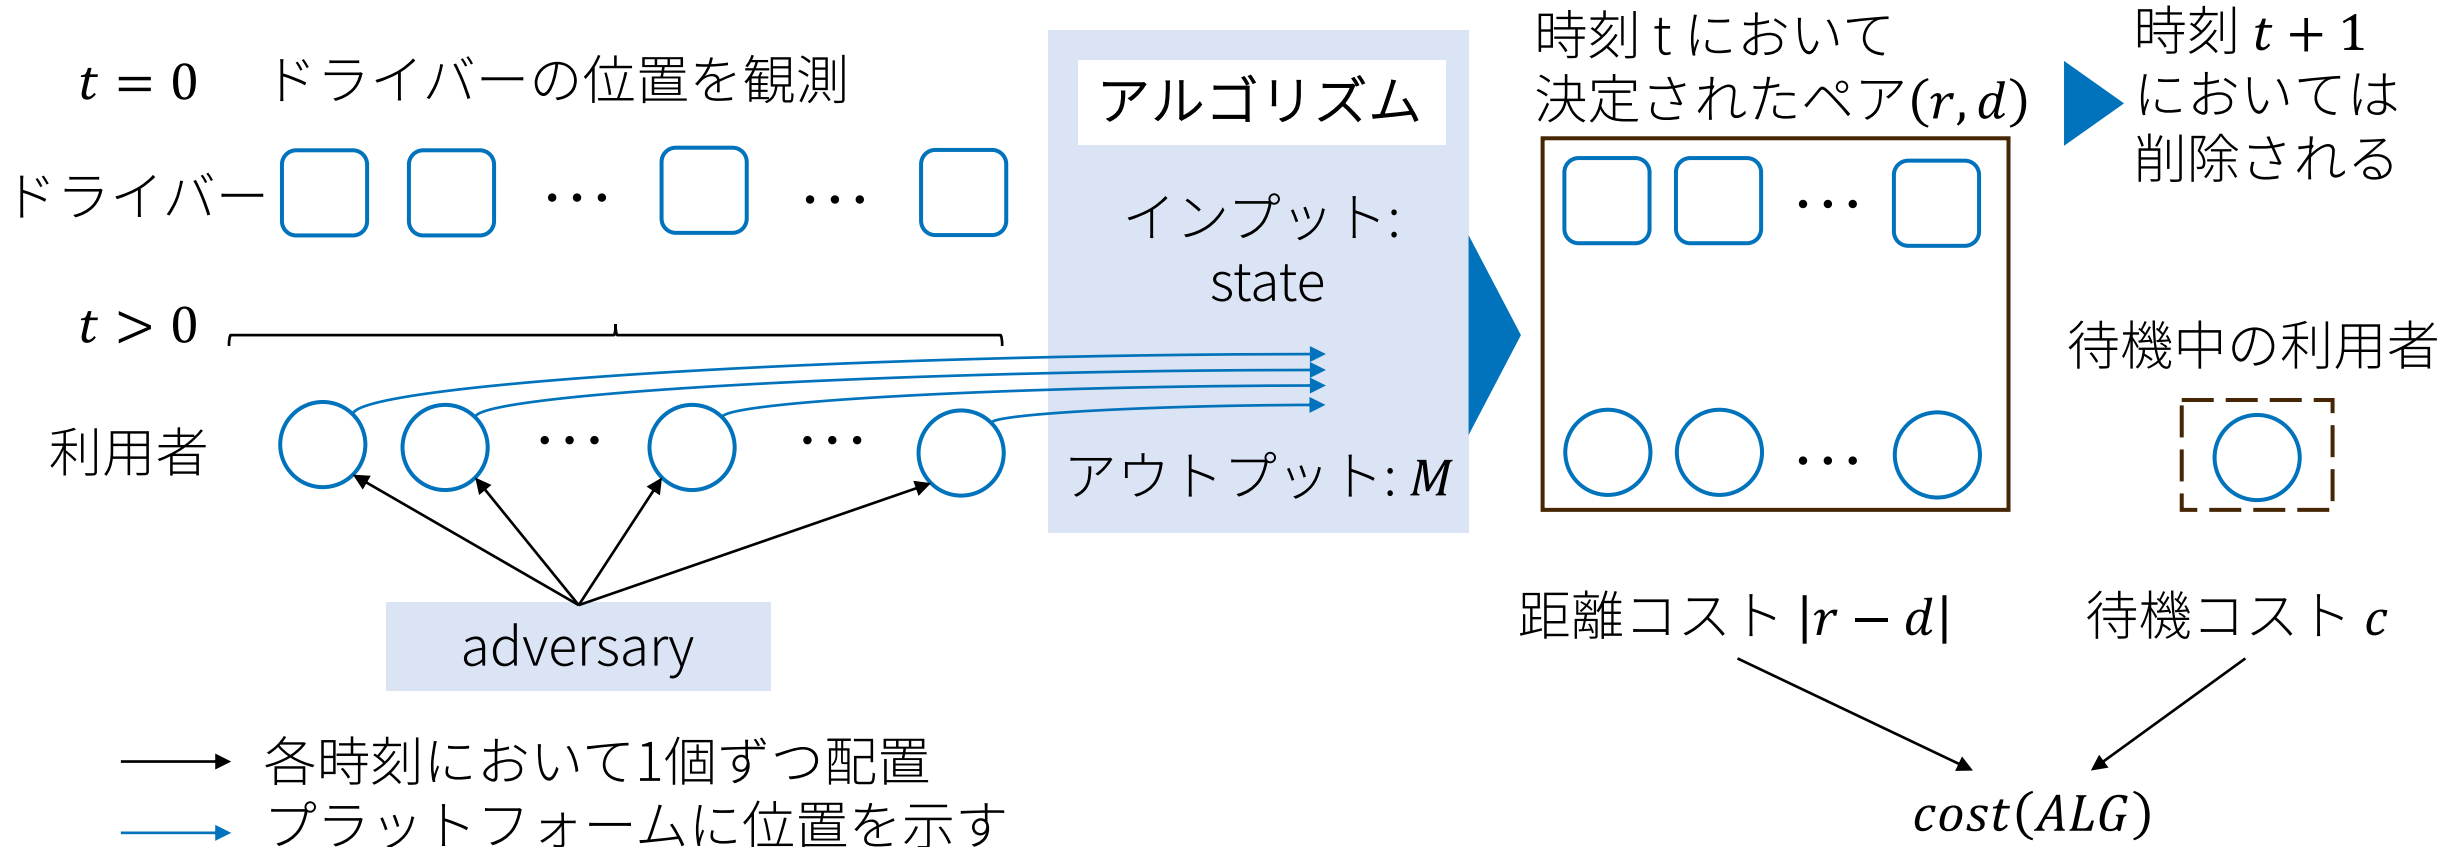 t = 0 ドライバーの位置を観測
ドライバー
t > 0
利用者
adversary
各時刻において1個ずつ配置
プラットフォームに位置を示す
アルゴリズム
インプット:
state
アウトプット: M
時刻 t において
決定されたペア(r, d)
時刻 t + 1
においては
削除される
待機中の利用者
距離コスト |r − d|
待機コスト c
cost(ALG)